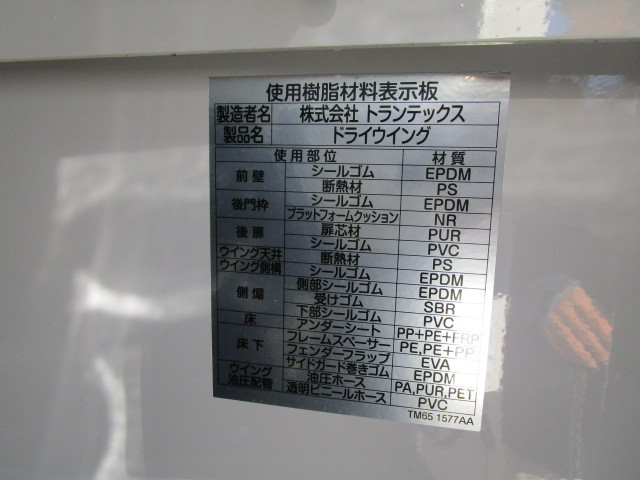 使用樹脂材料表示板
製造者名 株式会社 トランテックス
製品名 ドライウイング
使用部位 材質
前壁 シールゴム EPDM
断熱材 PS
後門枠 シールゴム EPDM
プラットフォームクッション NR
後扉 扉芯材 PUR
シールゴム PVC
ウイング天井 断熱材 PS
ウイング側構 シールゴム EPDM
側煽 側部シールゴム EPDM
受けゴム SBR
下部シールゴム PVC
床 アンダーシート PP+PE+FRP
床下 フレームスペーサー PE,PE+PP
フェンダーフラップ EVA
サイドガード巻きゴム EPDM
ウイング 油圧配管 油圧ホース PA,PUR,PET
透明ビニールホース PVC
TM65 1577AA